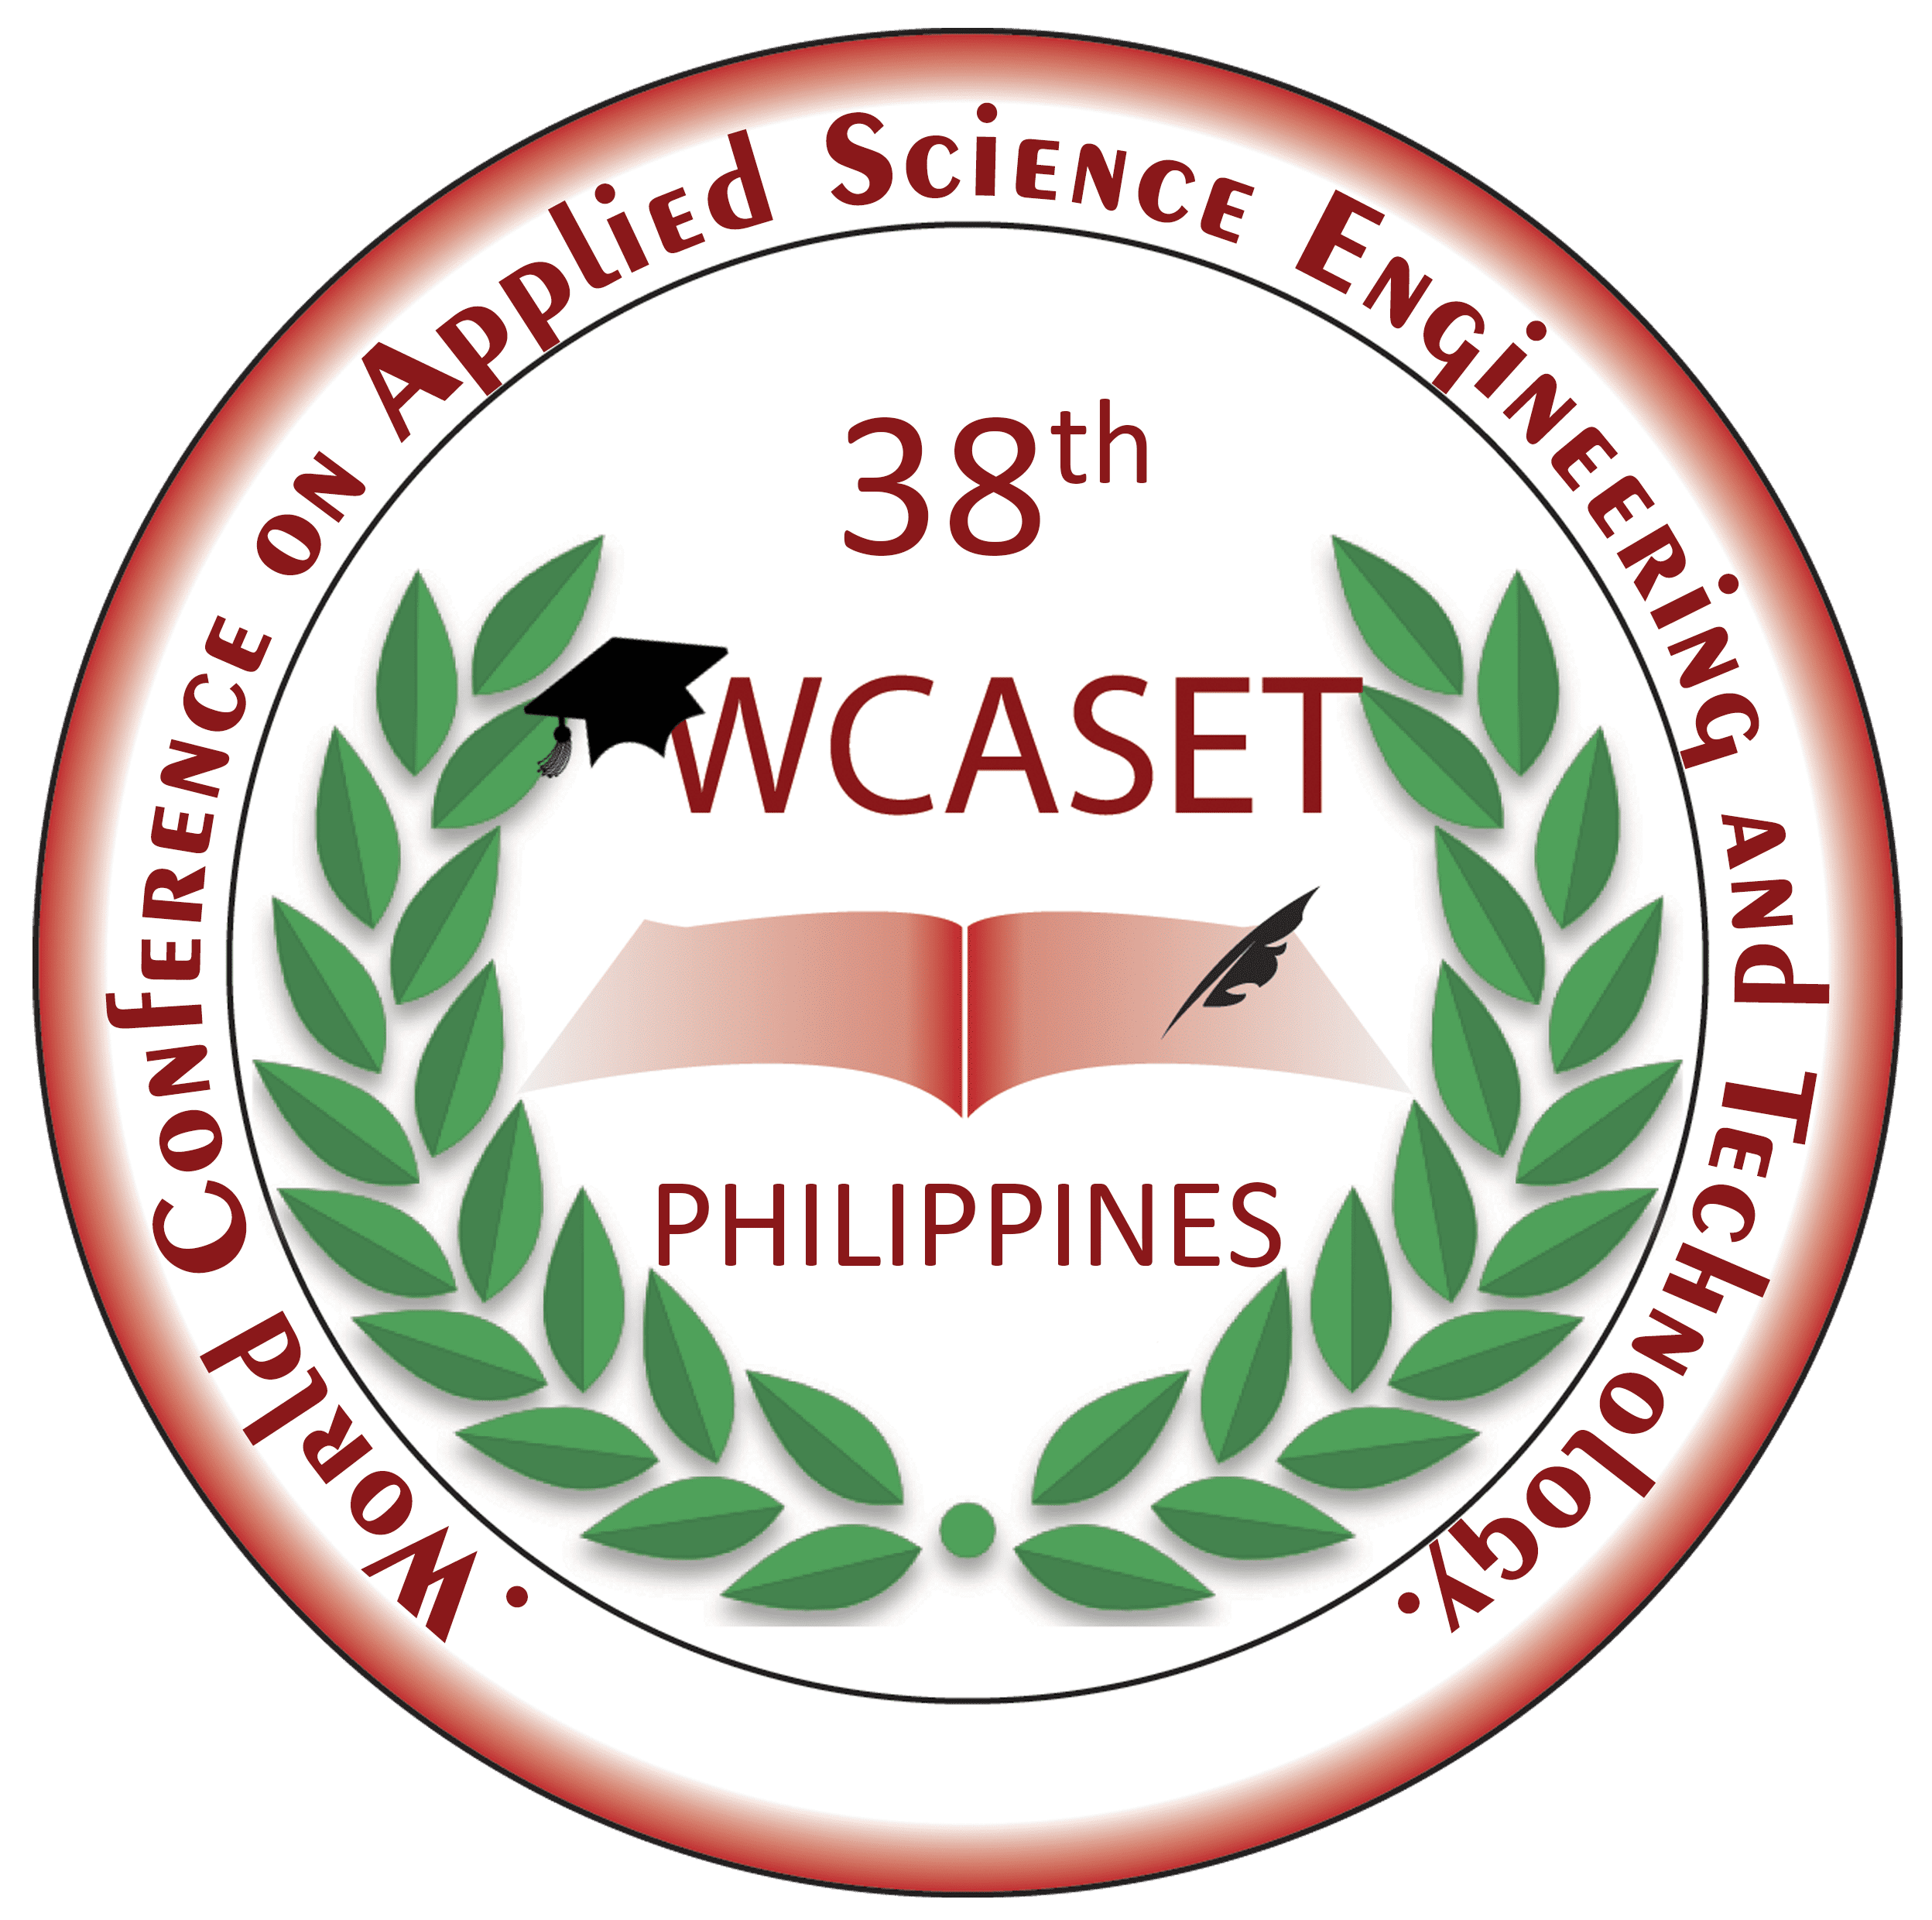 . World Conference on Applied Science Engineering and Technology.
38th
WCASET
PHILIPPINES